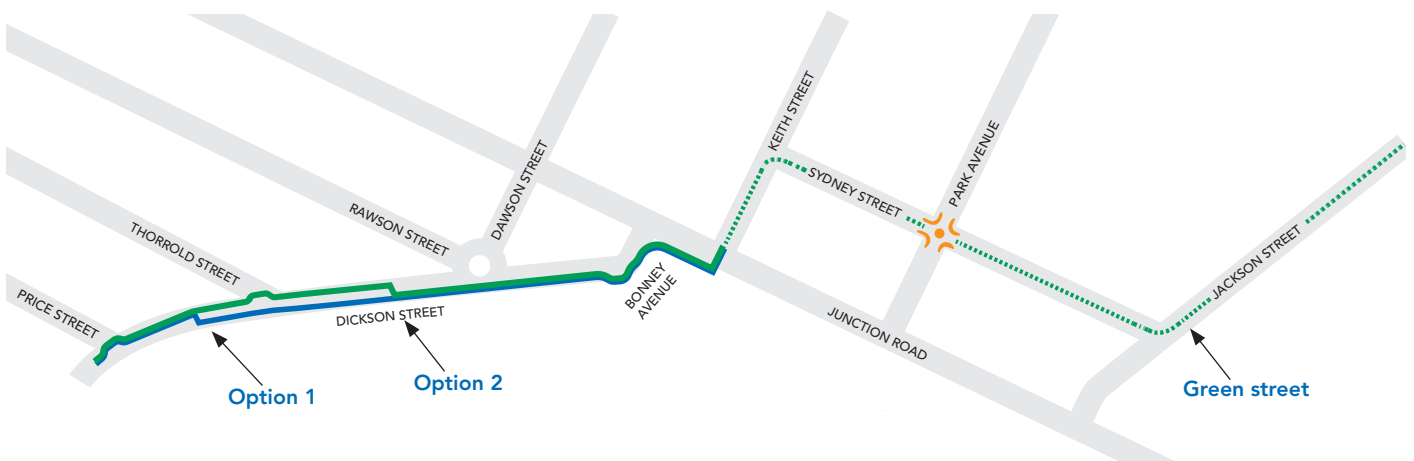 KEITH STREET
SYDNEY STREET
PARK AVENUE
DAWSON STREET
RAWSON STREET
THORROLD STREET
PRICE STREET
DICKSON STREET
BONNEY
AVENUE
JUNCTION ROAD
JACKSON STREET
Option 1
Option 2
Green street